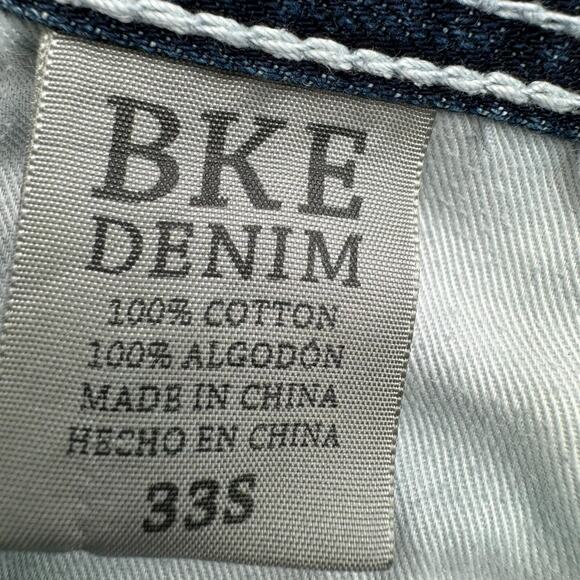 BKE
DENIM
100% COTTON
100% ALGODÓN
MADE IN CHINA
HECHO EN CHINA
33S